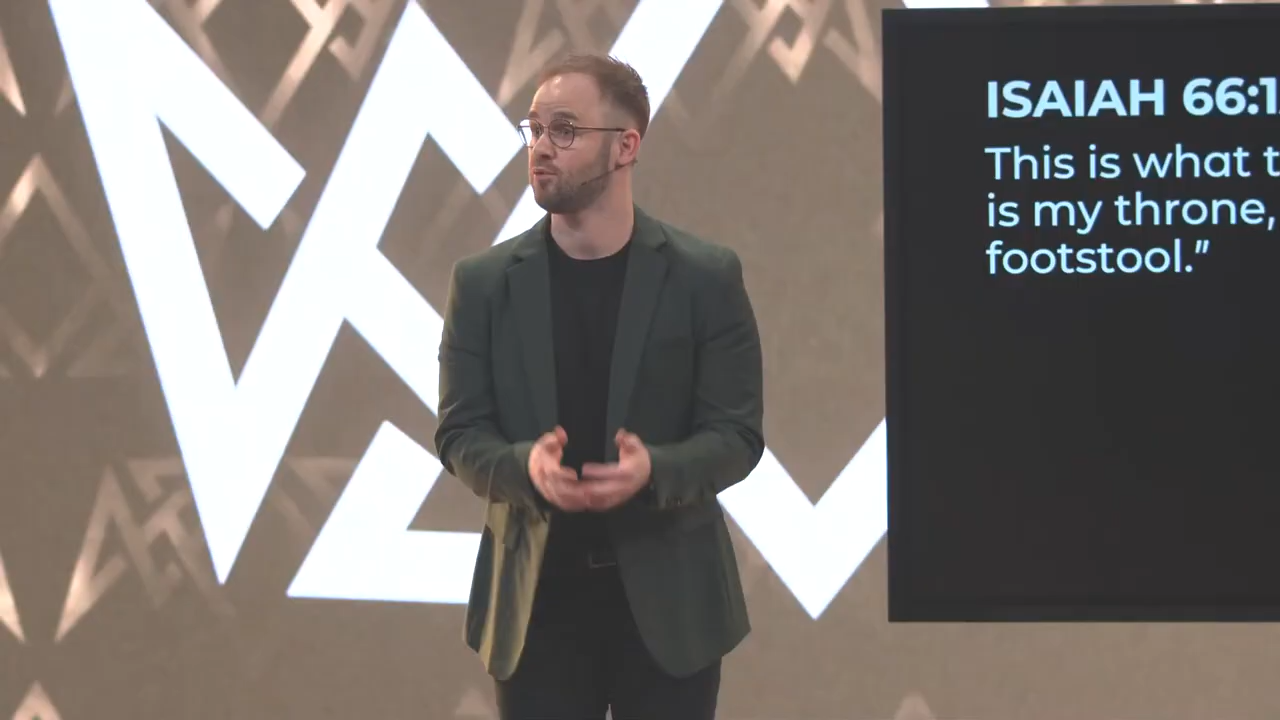 ISAIAH 66:1
This is what t
is my throne,
footstool.”